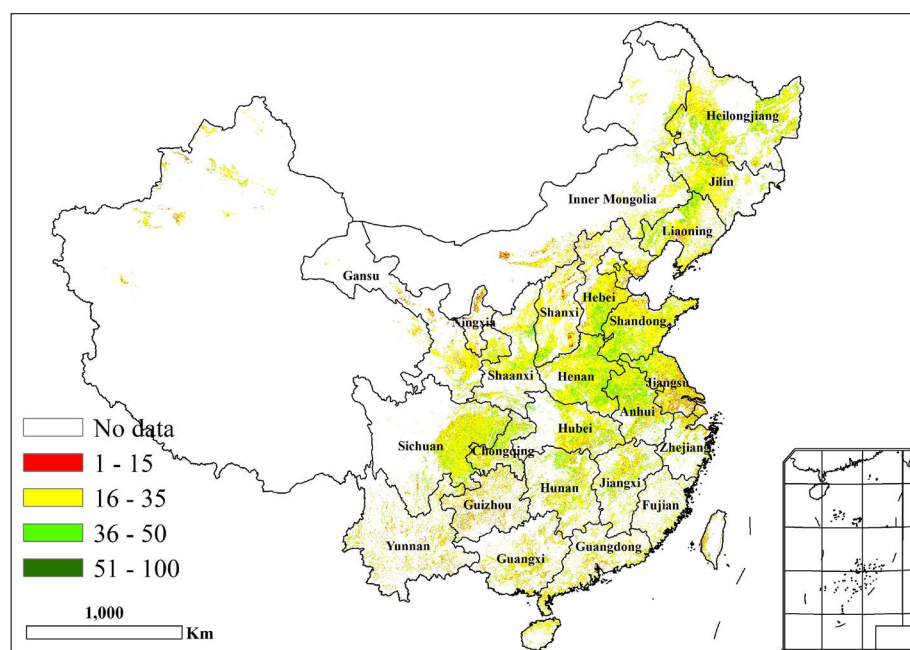 Heilongjiang
Jilin
Inner Mongolia
Liaoning
Gansu
Hebei
Shanxi
Shandong
Ningxia
Shaanxi
Henan
Jiangsu
Anhui
Hubei
Sichuan
Chongqing
Zhejiang
Hunan
Jiangxi
Guizhou
Fujian
Yunnan
Guangxi
Guangdong
No data
1 - 15
16 - 35
36 - 50
51 - 100
1,000
Km